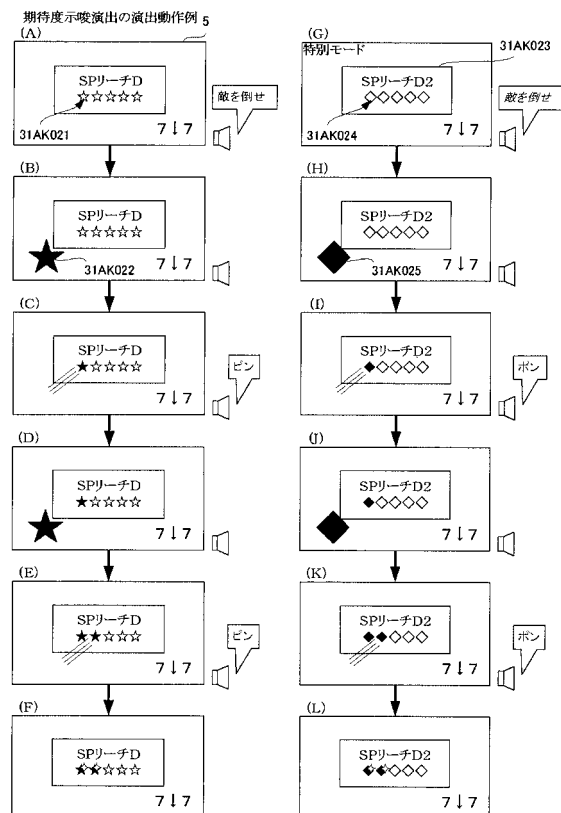 期待度示唆演出の演出動作例 5
(A)
SPリーチD
☆☆☆☆☆
31AK021
7↓7
敵を倒せ
(B)
SPリーチD
☆☆☆☆☆
31AK022
7↓7
(C)
SPリーチD
★☆☆☆☆
7↓7
ピン
(D)
SPリーチD
★☆☆☆☆
7↓7
(E)
SPリーチD
★★☆☆☆
7↓7
ピン
(F)
SPリーチD
★★☆☆☆
7↓7
(G)
特別モード
31AK023
SPリーチD2
◇◇◇◇◇
31AK024
7↓7
敵を倒せ
(H)
SPリーチD2
◇◇◇◇◇
31AK025
7↓7
(I)
SPリーチD2
◆◇◇◇◇
7↓7
ポン
(J)
SPリーチD2
◆◇◇◇◇
7↓7
(K)
SPリーチD2
◆◆◇◇◇
7↓7
ポン
(L)
SPリーチD2
◆◆◇◇◇
7↓7